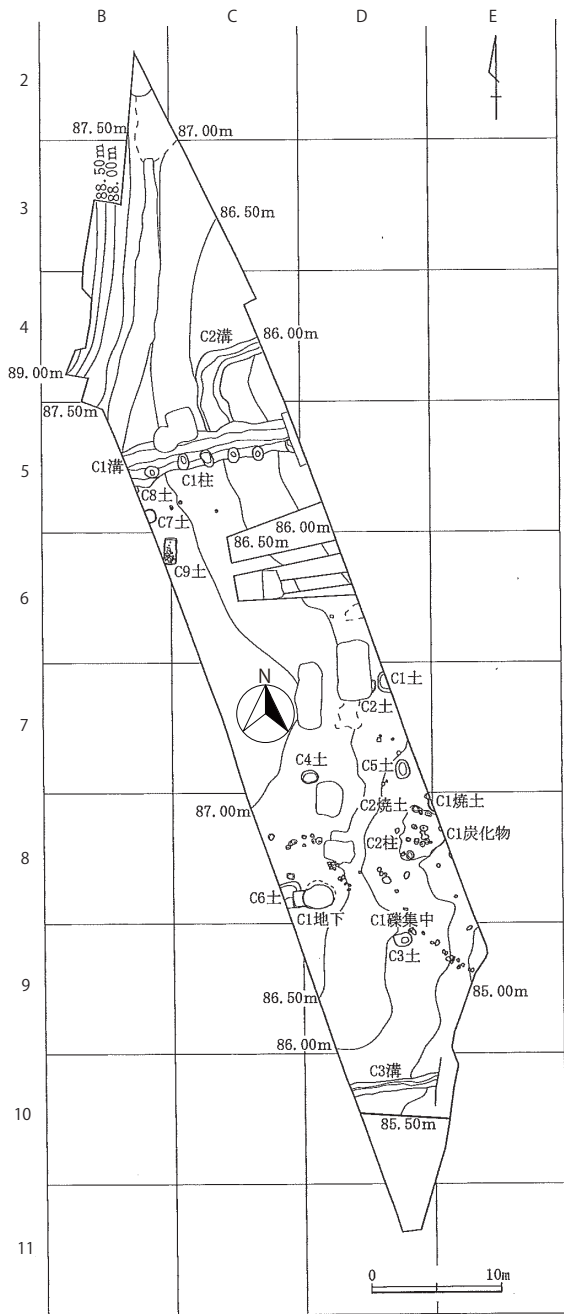 B C D E
2
87.50m 87.00m
88.50m
88.00m
3
86.50m
4
C2溝 86.00m
89.00m
87.50m
5
C1溝 C1柱
C8土
C7土
86.00m
86.50m
C9土
6
C1土
N
7
C2土
C4土 C5土
C2焼土 C1焼土
87.00m
C1炭化物
8
C2柱
C6土
C1地下 C1礫集中
C3土
9
86.50m 85.00m
86.00m
C3溝
10
85.50m
11
0 10m